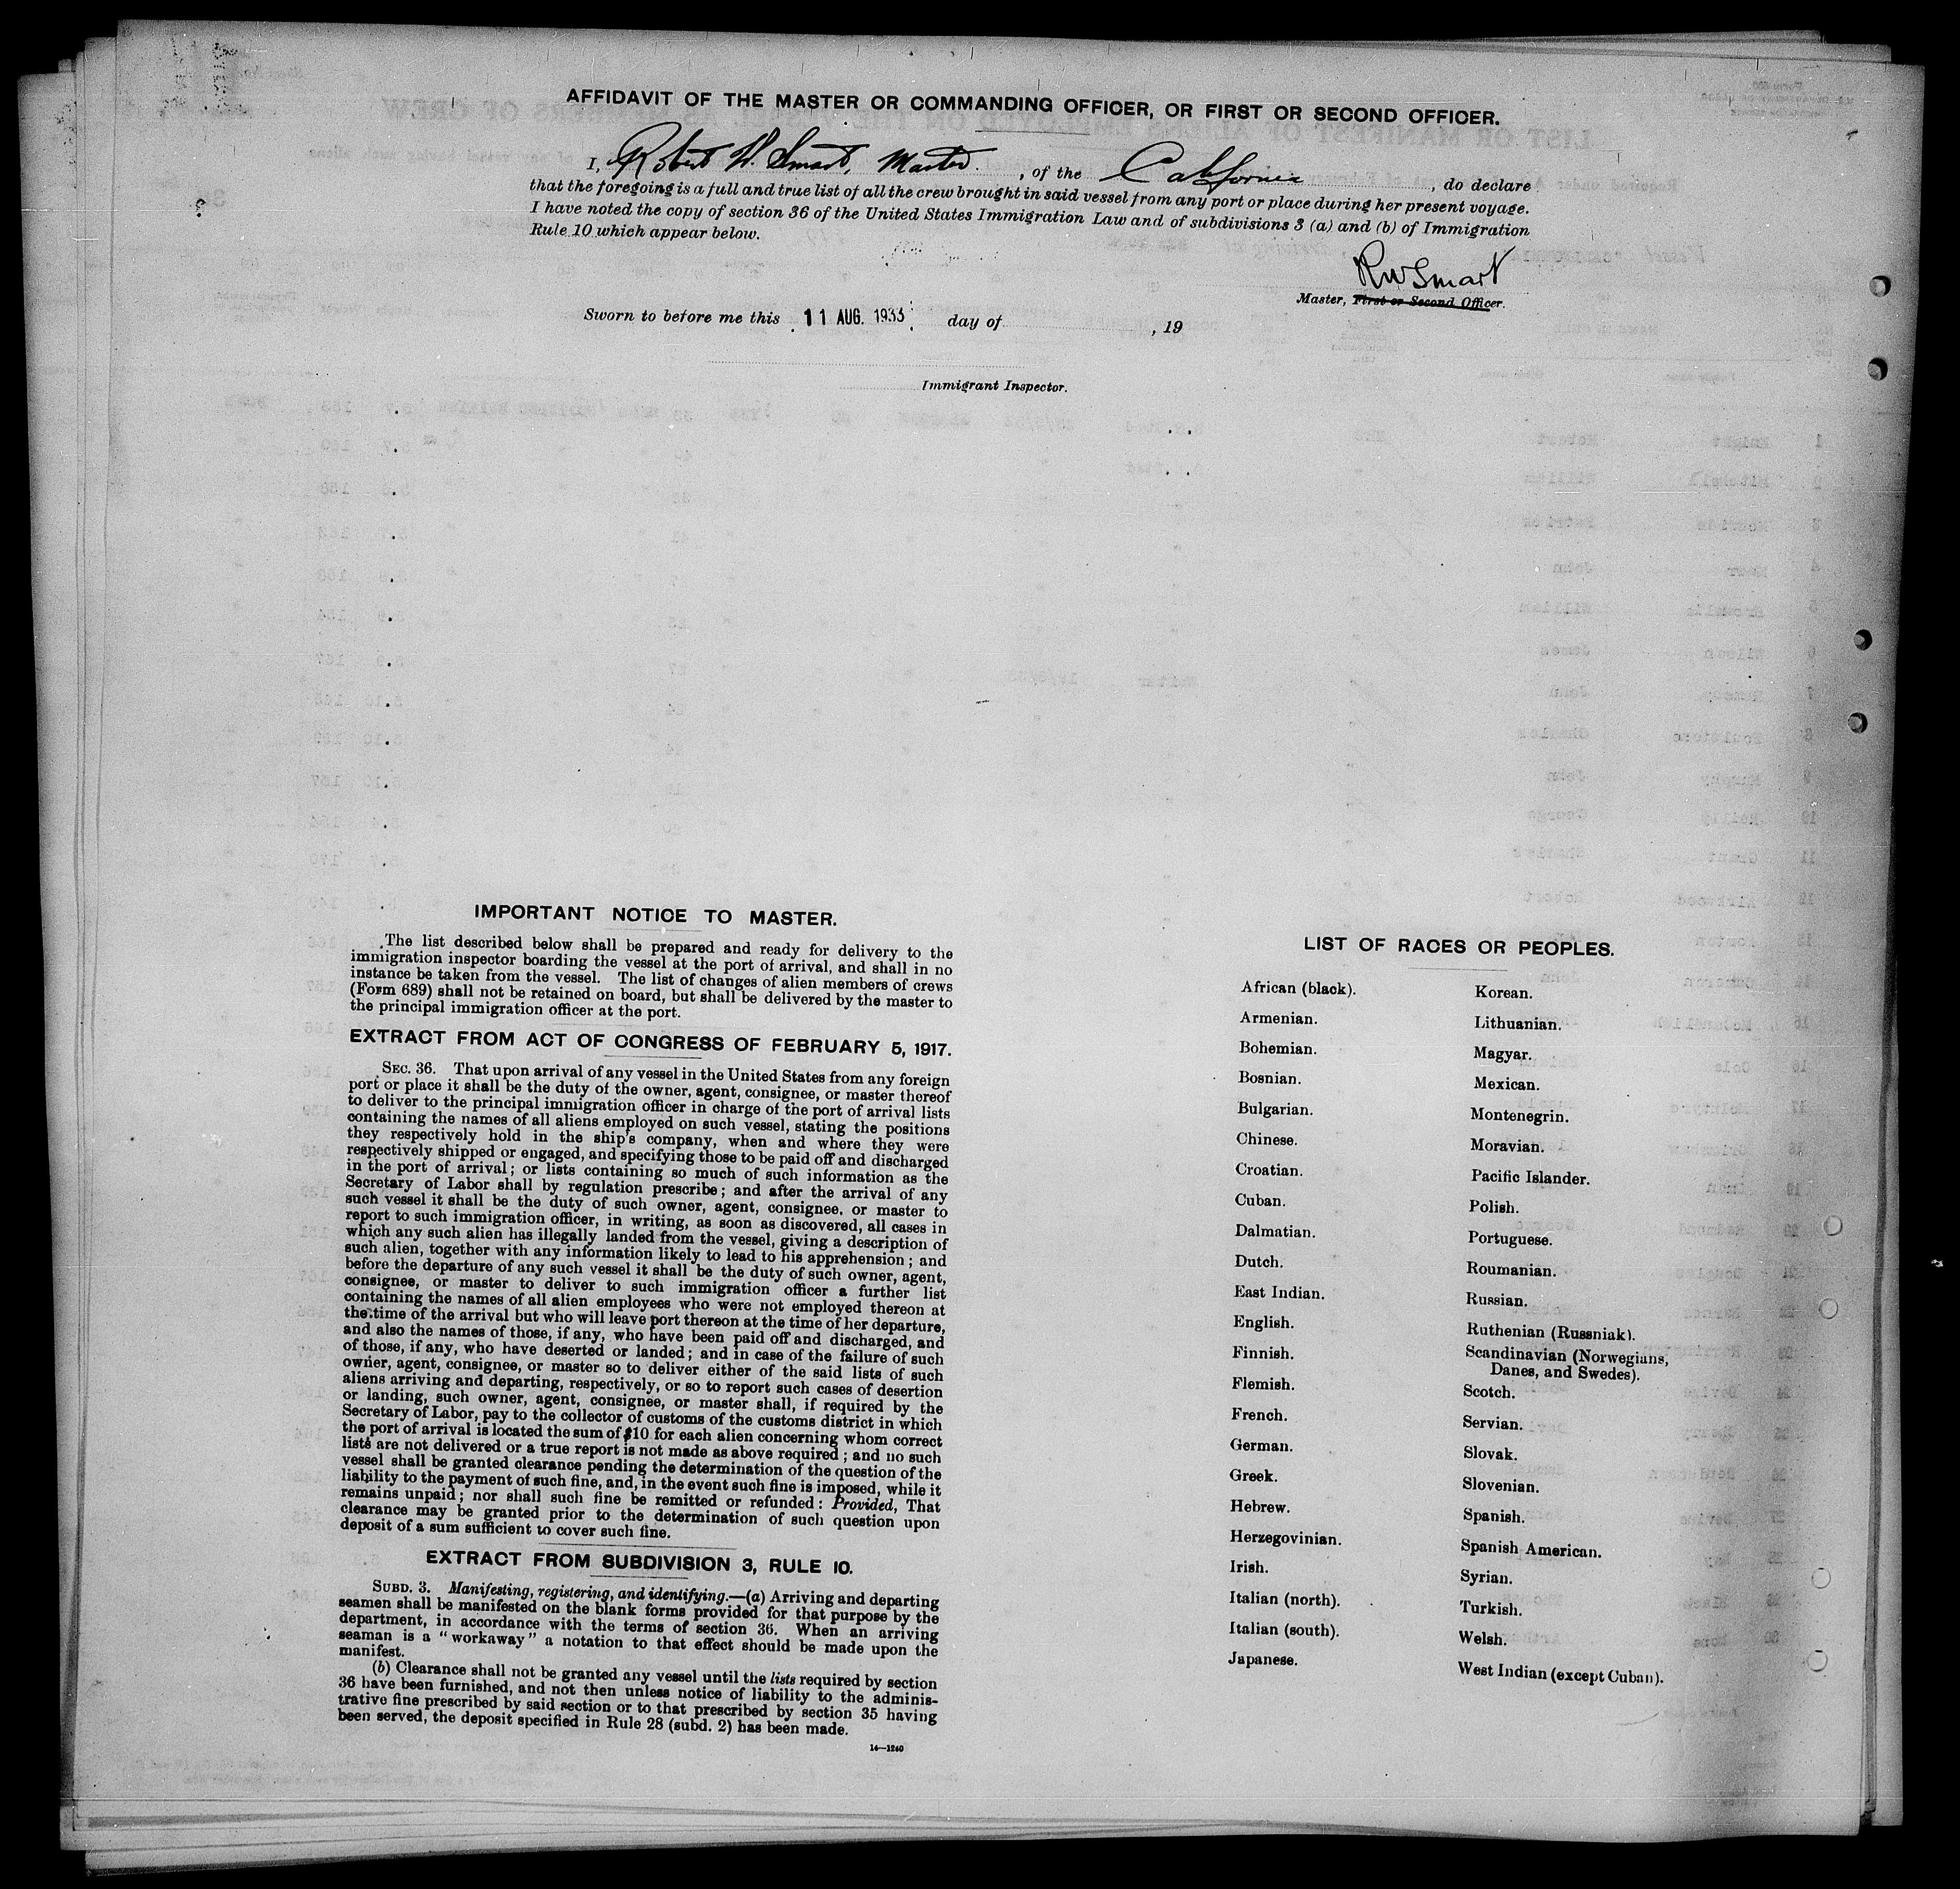 AFFIDAVIT OF THE MASTER OR COMMANDING OFFICER, OR FIRST OR SECOND OFFICER.
I, Robert W. Smart, Master., of the California, do declare
that the foregoing is a full and true list of all the crew brought in said vessel from any port or place during her present voyage.
I have noted the copy of section 36 of the United States Immigration Law and of subdivisions 3 (a) and (b) of Immigration
Rule 10 which appear below.
RWSmart
Master, First or Second Officer.
Sworn to before me this 11 AUG. 1933 day of , 19
Immigrant Inspector.
IMPORTANT NOTICE TO MASTER.
The list described below shall be prepared and ready for delivery to the
immigration inspector boarding the vessel at the port of arrival, and shall in no
instance be taken from the vessel. The list of changes of alien members of crews
(Form 689) shall not be retained on board, but shall be delivered by the master to
the principal immigration officer at the port.
EXTRACT FROM ACT OF CONGRESS OF FEBRUARY 5, 1917.
SEC. 36. That upon arrival of any vessel in the United States from any foreign
port or place it shall be the duty of the owner, agent, consignee, or master thereof
to deliver to the principal immigration officer in charge of the port of arrival lists
containing the names of all aliens employed on such vessel, stating the positions
they respectively hold in the ship's company, when and where they were
respectively shipped or engaged, and specifying those to be paid off and discharged
in the port of arrival; or lists containing so much of such information as the
Secretary of Labor shall by regulation prescribe; and after the arrival of any
such vessel it shall be the duty of such owner, agent, consignee, or master to
report to such immigration officer, in writing, as soon as discovered, all cases in
which any such alien has illegally landed from the vessel, giving a description of
such alien, together with any information likely to lead to his apprehension; and
before the departure of any such vessel it shall be the duty of such owner, agent,
consignee, or master to deliver to such immigration officer a further list
containing the names of all alien employees who were not employed thereon at
the time of the arrival but who will leave port thereon at the time of her departure,
and also the names of those, if any, who have been paid off and discharged, and
of those, if any, who have deserted or landed; and in case of the failure of such
owner, agent, consignee, or master so to deliver either of the said lists of such
aliens arriving and departing, respectively, or so to report such cases of desertion
or landing, such owner, agent, consignee, or master shall, if required by the
Secretary of Labor, pay to the collector of customs of the customs district in which
the port of arrival is located the sum of $10 for each alien concerning whom correct
lists are not delivered or a true report is not made as above required; and no such
vessel shall be granted clearance pending the determination of the question of the
liability to the payment of such fine, and, in the event such fine is imposed, while it
remains unpaid; nor shall such fine be remitted or refunded: Provided, That
clearance may be granted prior to the determination of such question upon
deposit of a sum sufficient to cover such fine.
EXTRACT FROM SUBDIVISION 3, RULE 10.
SUBD. 3. Manifesting, registering, and identifying.—(a) Arriving and departing
seamen shall be manifested on the blank forms provided for that purpose by the
department, in accordance with the terms of section 36. When an arriving
seaman is a "workaway" a notation to that effect should be made upon the
manifest.
(b) Clearance shall not be granted any vessel until the lists required by section
36 have been furnished, and not then unless notice of liability to the adminis-
trative fine prescribed by said section or to that prescribed by section 35 having
been served, the deposit specified in Rule 28 (subd. 2) has been made.
14—1240
LIST OF RACES OR PEOPLES.
African (black).
Armenian.
Bohemian.
Bosnian.
Bulgarian.
Chinese.
Croatian.
Cuban.
Dalmatian.
Dutch.
East Indian.
English.
Finnish.
Flemish.
French.
German.
Greek.
Hebrew.
Herzegovinian.
Irish.
Italian (north).
Italian (south).
Japanese.
Korean.
Lithuanian.
Magyar.
Mexican.
Montenegrin.
Moravian.
Pacific Islander.
Polish.
Portuguese.
Roumanian.
Russian.
Ruthenian (Russniak).
Scandinavian (Norwegians,
Danes, and Swedes).
Scotch.
Servian.
Slovak.
Slovenian.
Spanish.
Spanish American.
Syrian.
Turkish.
Welsh.
West Indian (except Cuban).